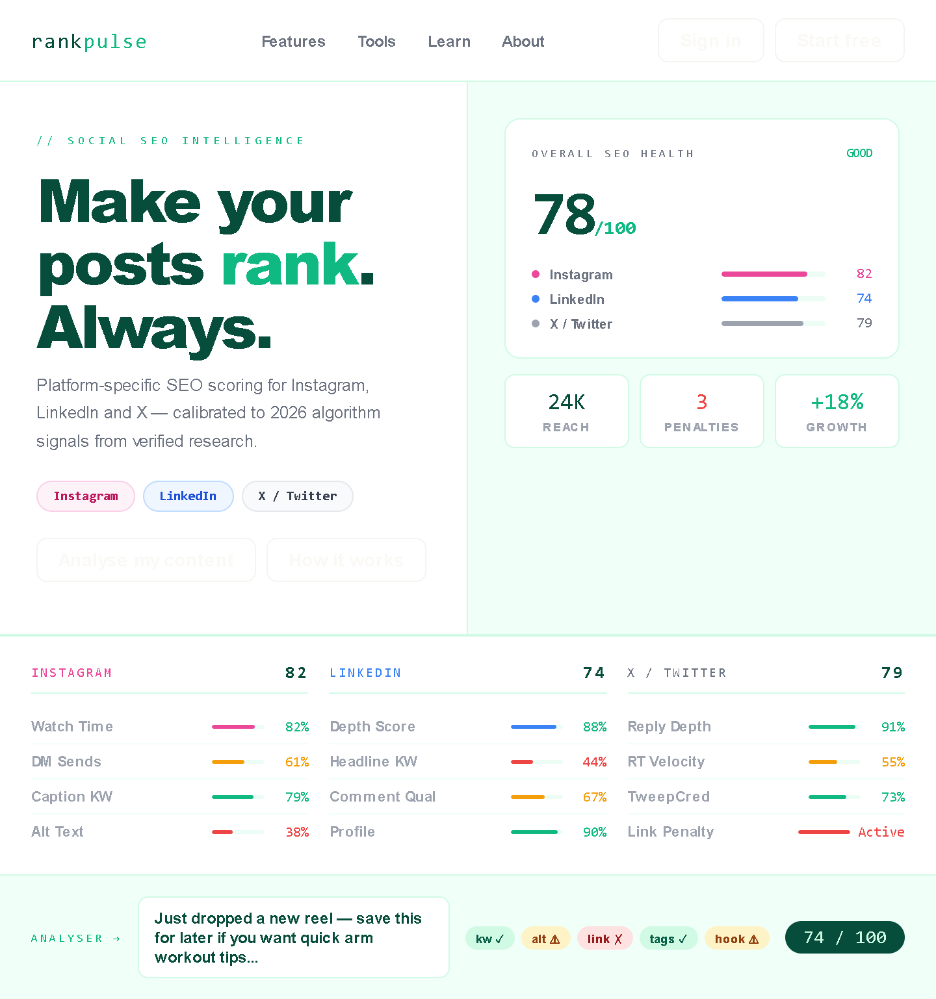 rankpulse
Features
Tools
Learn
About
Sign in
Start free
// SOCIAL SEO INTELLIGENCE
Make your
posts rank.
Always.
Platform-specific SEO scoring for Instagram,
LinkedIn and X — calibrated to 2026 algorithm
signals from verified research.
Instagram
LinkedIn
X / Twitter
Analyse my content
How it works
OVERALL SEO HEALTH
GOOD
78/100
Instagram 82
LinkedIn 74
X / Twitter 79
24K
REACH
3
PENALTIES
+18%
GROWTH
INSTAGRAM 82
Watch Time 82%
DM Sends 61%
Caption KW 79%
Alt Text 38%
LINKEDIN 74
Depth Score 88%
Headline KW 44%
Comment Qual 67%
Profile 90%
X / TWITTER 79
Reply Depth 91%
RT Velocity 55%
TweepCred 73%
Link Penalty Active
ANALYSER →
Just dropped a new reel — save this
for later if you want quick arm
workout tips...
kw ✓
alt ⚠
link ✗
tags ✓
hook ⚠
74 / 100